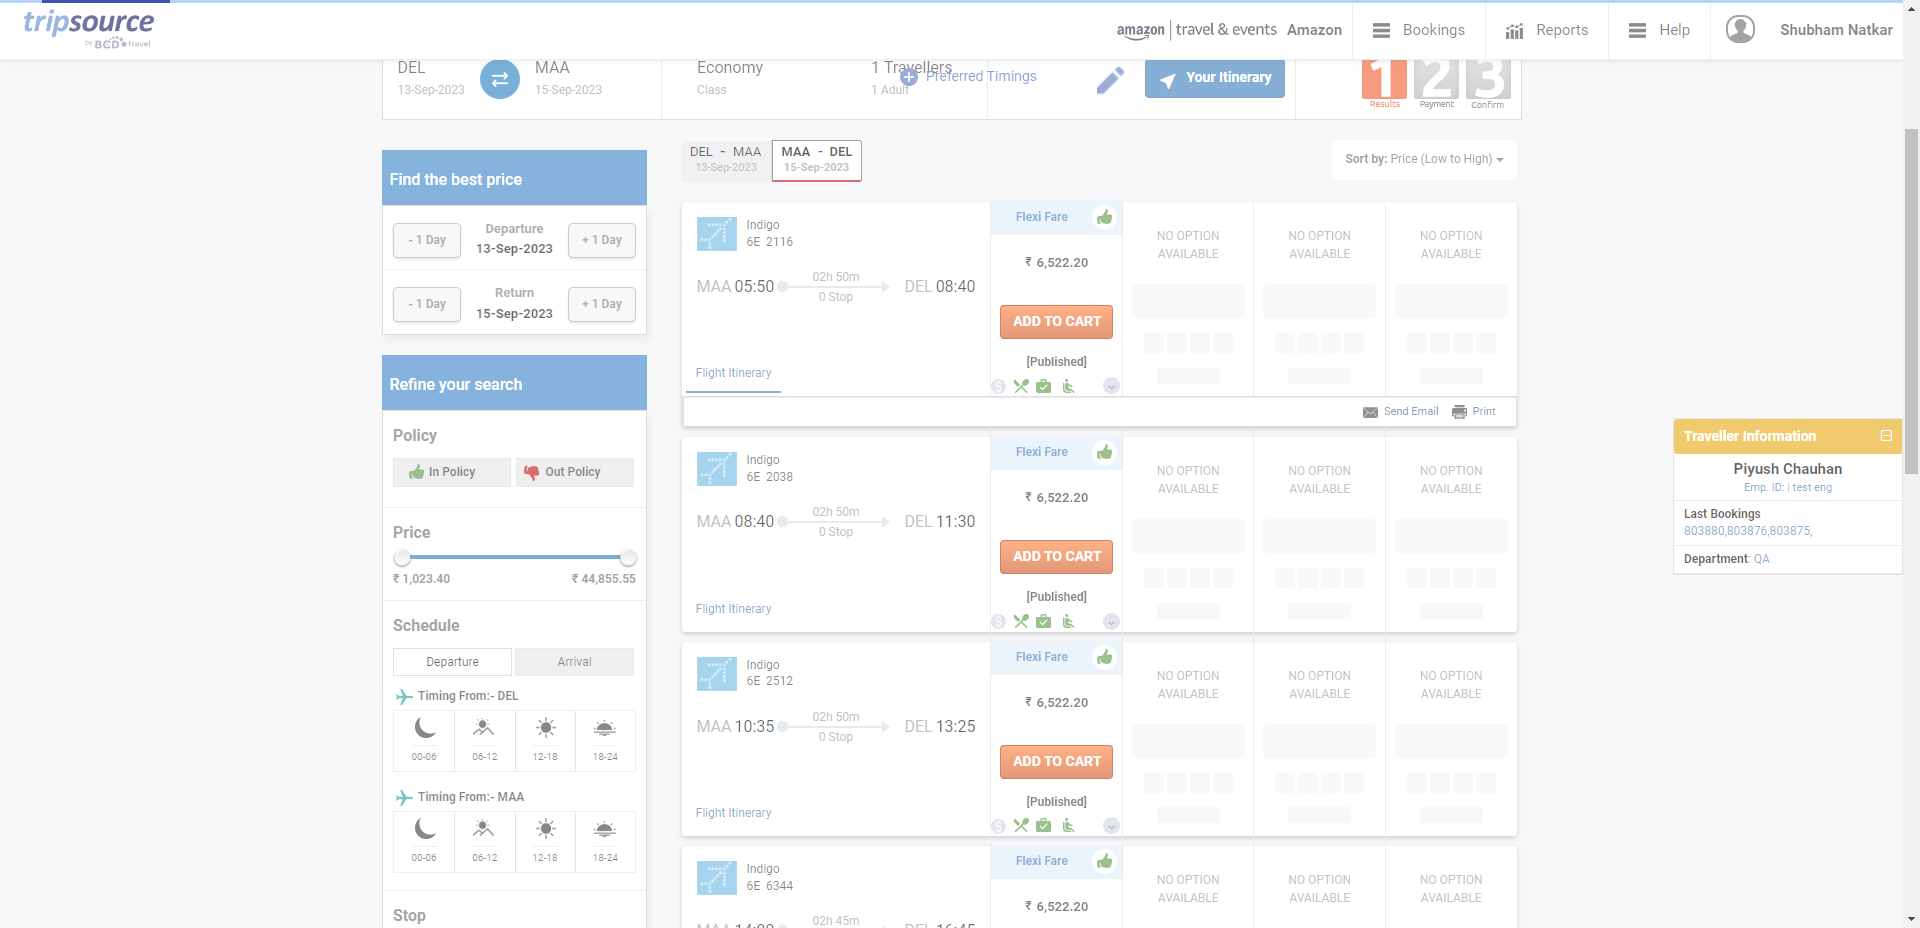 tripsource
by BCD travel
amazon | travel & events Amazon
Bookings
Reports
Help
Shubham Natkar
DEL
13-Sep-2023
MAA
15-Sep-2023
Economy
Class
1 Travellers
1 Adult
Preferred Timings
Your Itinerary
1 Results
2 Payment
3 Confirm
Find the best price
- 1 Day
Departure
13-Sep-2023
+ 1 Day
- 1 Day
Return
15-Sep-2023
+ 1 Day
Refine your search
Policy
In Policy
Out Policy
Price
₹ 1,023.40
₹ 44,855.55
Schedule
Departure
Arrival
Timing From:- DEL
00-06
06-12
12-18
18-24
Timing From:- MAA
00-06
06-12
12-18
18-24
Stop
DEL - MAA
13-Sep-2023
MAA - DEL
15-Sep-2023
Sort by: Price (Low to High)
Indigo
6E 2116
MAA 05:50
02h 50m
0 Stop
DEL 08:40
Flight Itinerary
Flexi Fare
₹ 6,522.20
ADD TO CART
[Published]
NO OPTION
AVAILABLE
NO OPTION
AVAILABLE
NO OPTION
AVAILABLE
Send Email
Print
Indigo
6E 2038
MAA 08:40
02h 50m
0 Stop
DEL 11:30
Flight Itinerary
Flexi Fare
₹ 6,522.20
ADD TO CART
[Published]
NO OPTION
AVAILABLE
NO OPTION
AVAILABLE
NO OPTION
AVAILABLE
Indigo
6E 2512
MAA 10:35
02h 50m
0 Stop
DEL 13:25
Flight Itinerary
Flexi Fare
₹ 6,522.20
ADD TO CART
[Published]
NO OPTION
AVAILABLE
NO OPTION
AVAILABLE
NO OPTION
AVAILABLE
Indigo
6E 6344
02h 45m
Flexi Fare
₹ 6,522.20
NO OPTION
AVAILABLE
NO OPTION
AVAILABLE
NO OPTION
AVAILABLE
Traveller Information
Piyush Chauhan
Emp. ID: | test eng
Last Bookings
803880,803876,803875,
Department: QA